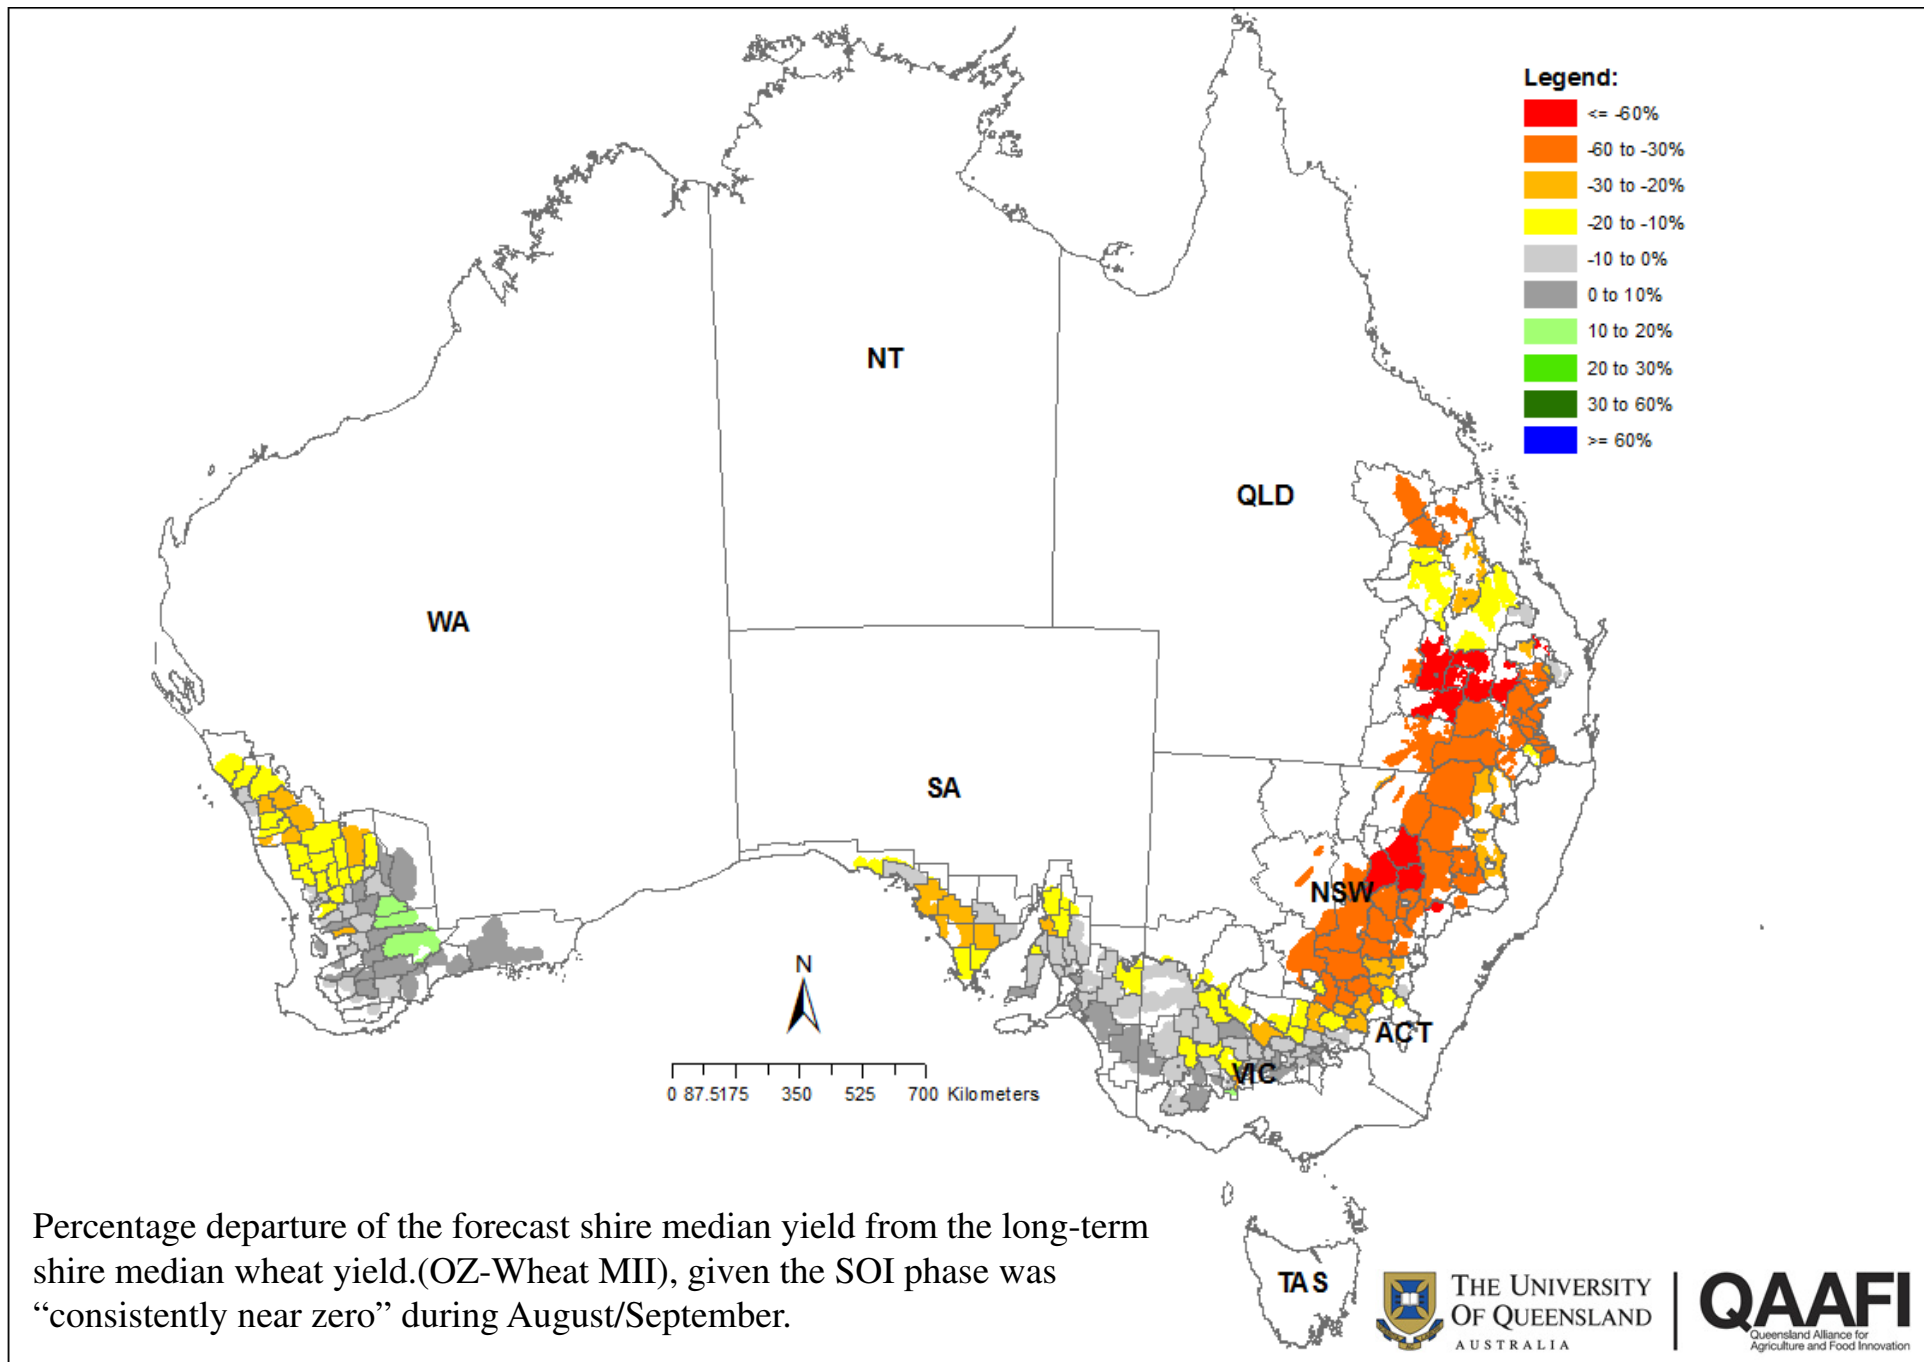 Legend:
<= -60%
-60 to -30%
-30 to -20%
-20 to -10%
-10 to 0%
0 to 10%
10 to 20%
20 to 30%
30 to 60%
>= 60%
NT
QLD
WA
SA
NSW
ACT
VIC
TAS
N
0 87.5175 350 525 700 Kilometers
Percentage departure of the forecast shire median yield from the long-term
shire median wheat yield.(OZ-Wheat MII), given the SOI phase was
“consistently near zero” during August/September.
THE UNIVERSITY
OF QUEENSLAND
AUSTRALIA
QAAFI
Queensland Alliance for
Agriculture and Food Innovation